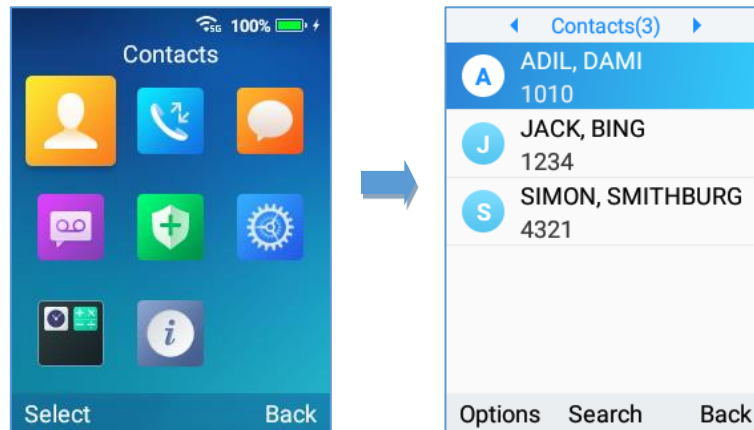 5G 100%
Contacts
i
Select Back
Contacts(3)
A ADIL, DAMI
1010
J JACK, BING
1234
S SIMON, SMITHBURG
4321
Options Search Back